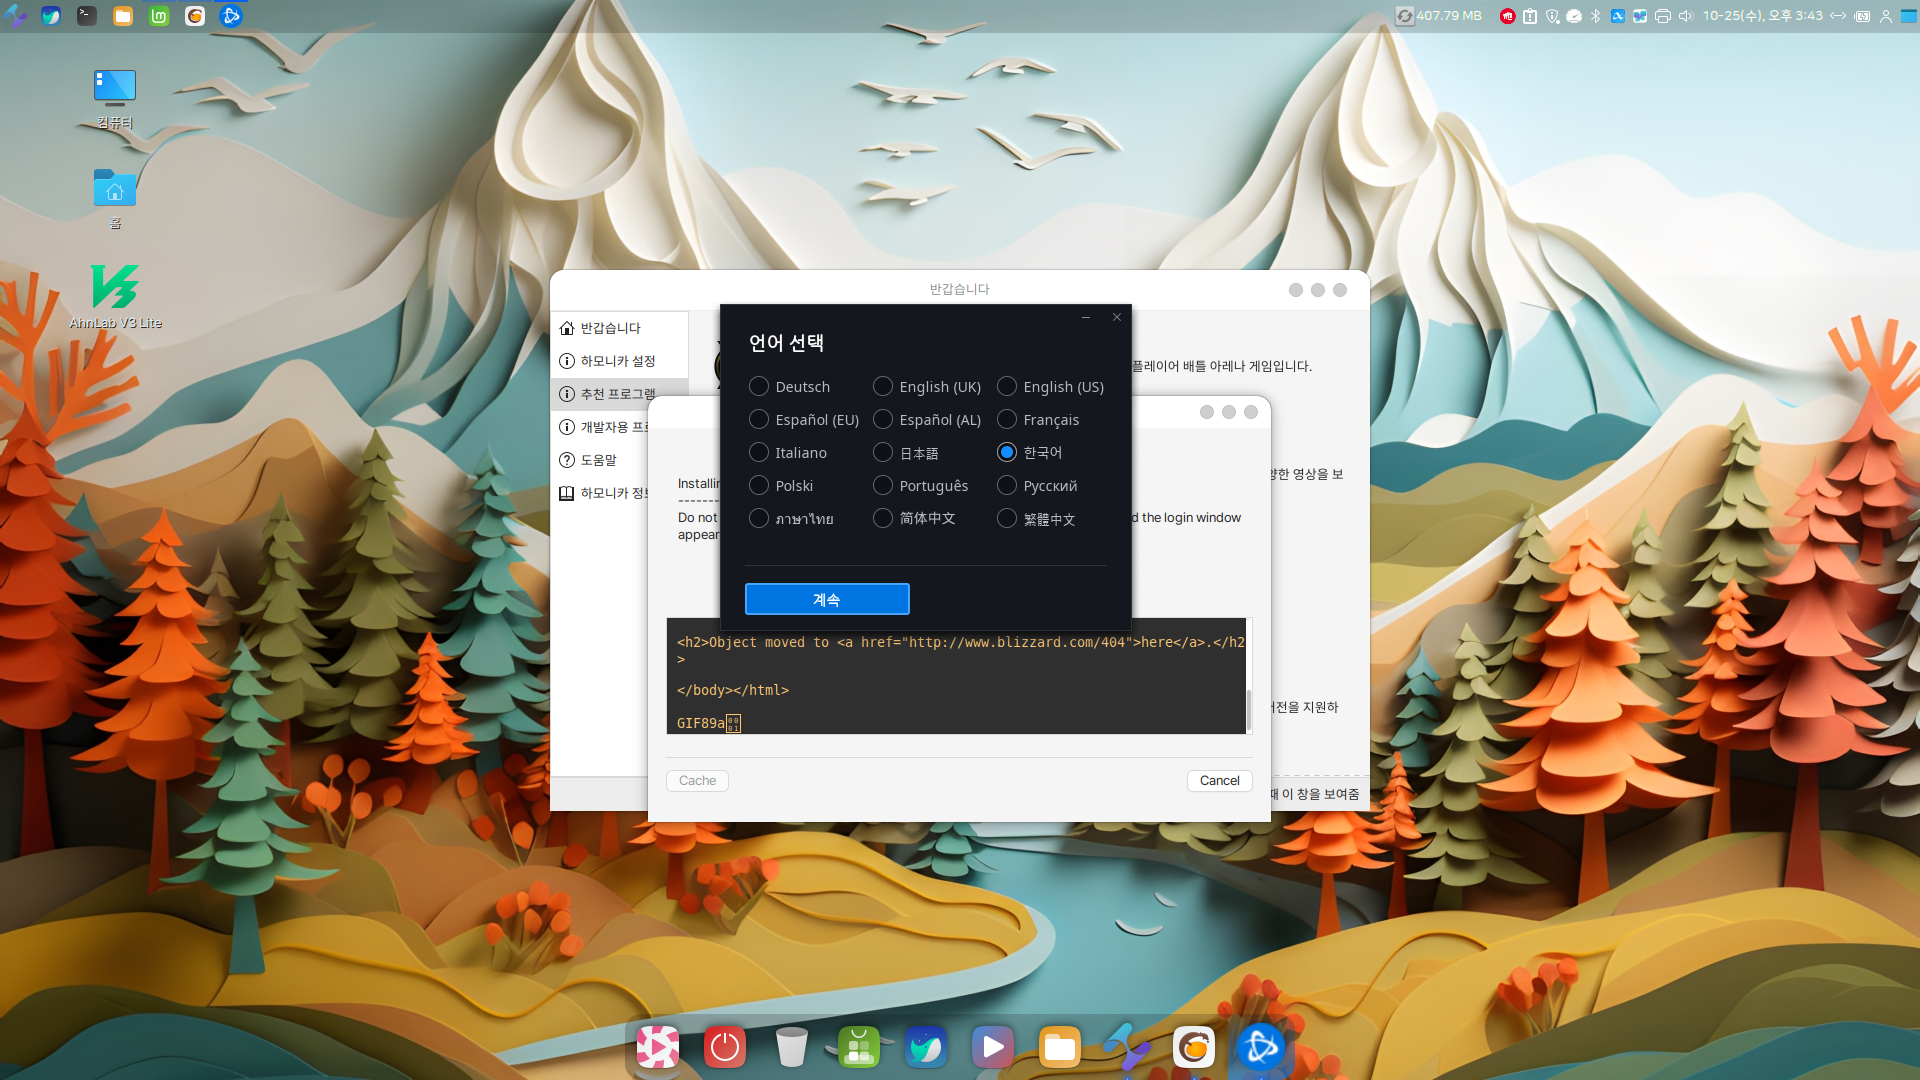 407.79 MB
10-25(수), 오후 3:43
컴퓨터
홈
AhnLab V3 Lite
반갑습니다
반갑습니다
하모니카 설정
추천 프로그램
개발자용 프로
도움말
하모니카 정보
플레이어 배틀 아레나 게임입니다.
양한 영상을 보
버전을 지원하
때 이 창을 보여줌
언어 선택
Deutsch
English (UK)
English (US)
Español (EU)
Español (AL)
Français
Italiano
日本語
한국어
Polski
Português
Русский
ภาษาไทย
简体中文
繁體中文
계속
Installin
Do not
d the login window
appear
<h2>Object moved to <a href="http://www.blizzard.com/404">here</a>.</h2
>
</body></html>
GIF89a
Cache
Cancel